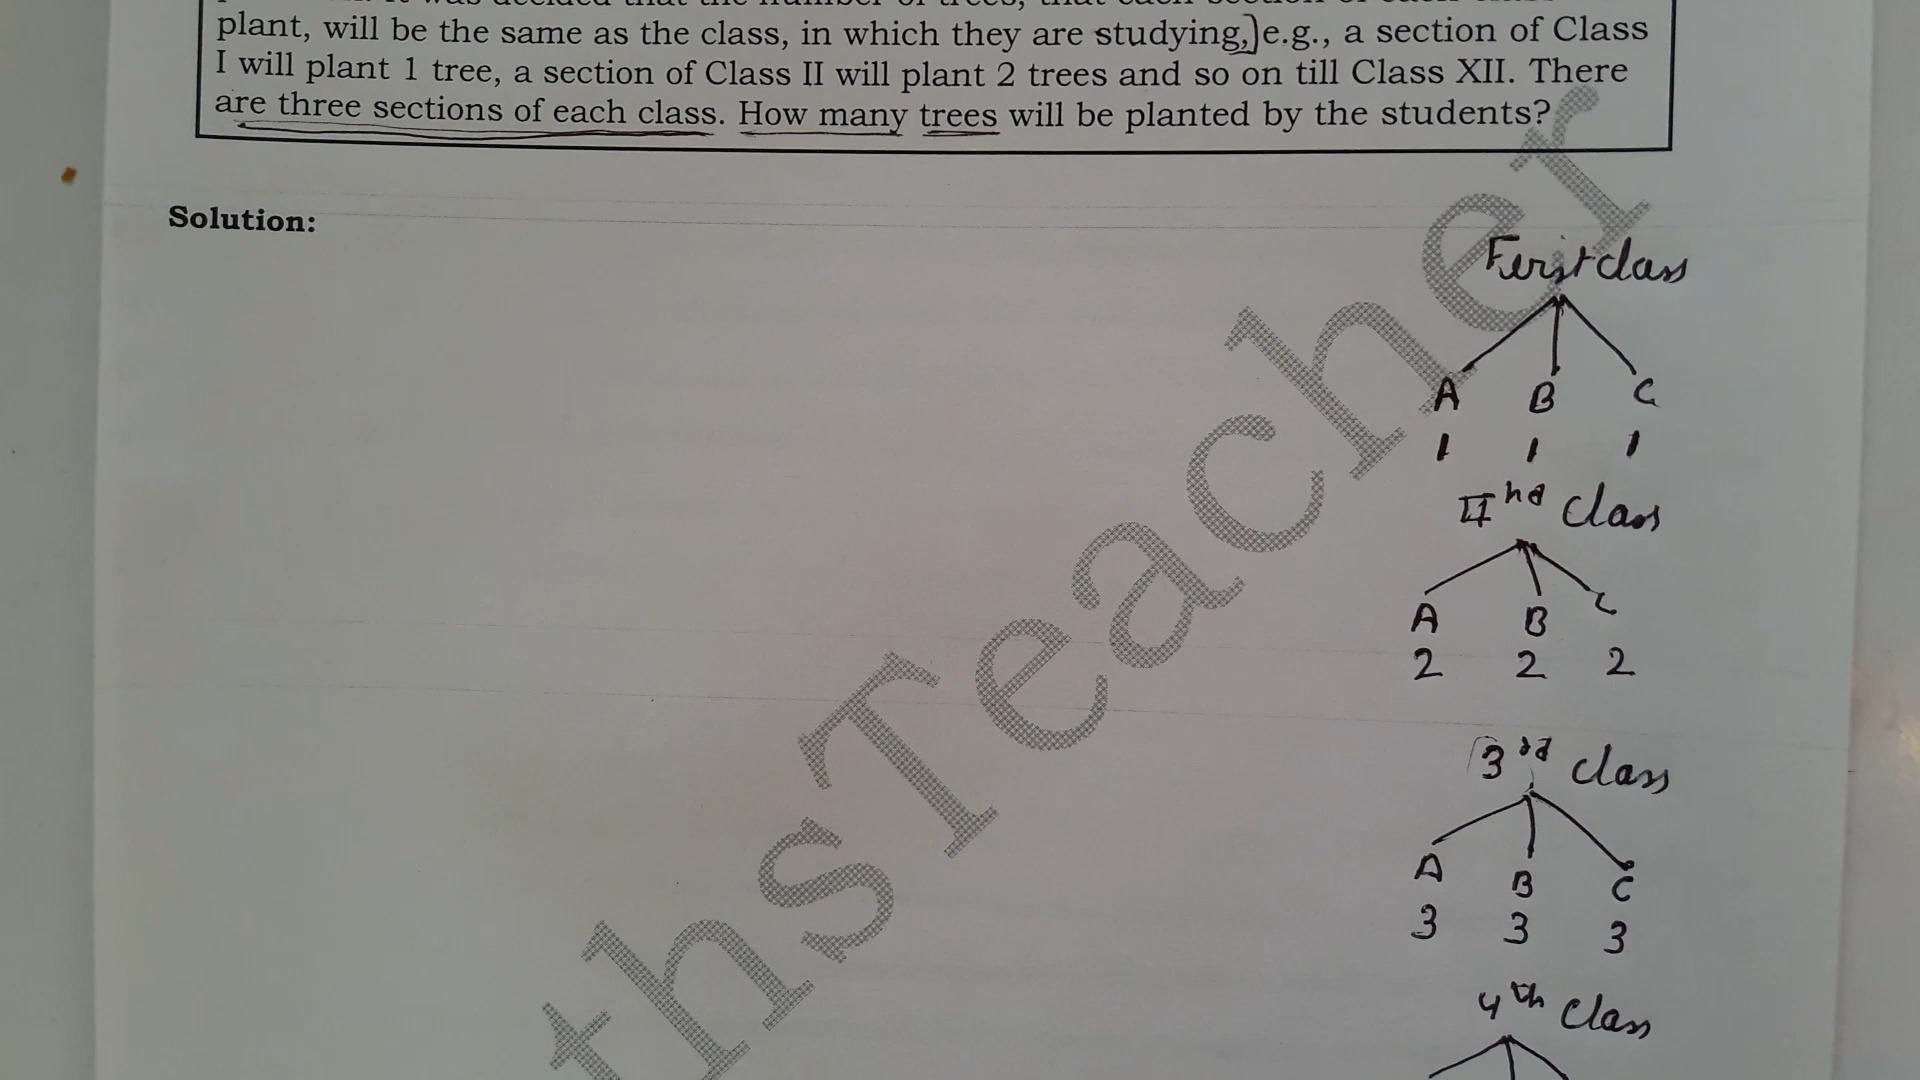 plant, will be the same as the class, in which they are studying, e.g., a section of Class
I will plant 1 tree, a section of Class II will plant 2 trees and so on till Class XII. There
are three sections of each class. How many trees will be planted by the students?
Solution:
First class
A B C
1 1 1
IInd Class
A B C
2 2 2
3rd class
A B C
3 3 3
4th Class
thsTeacher